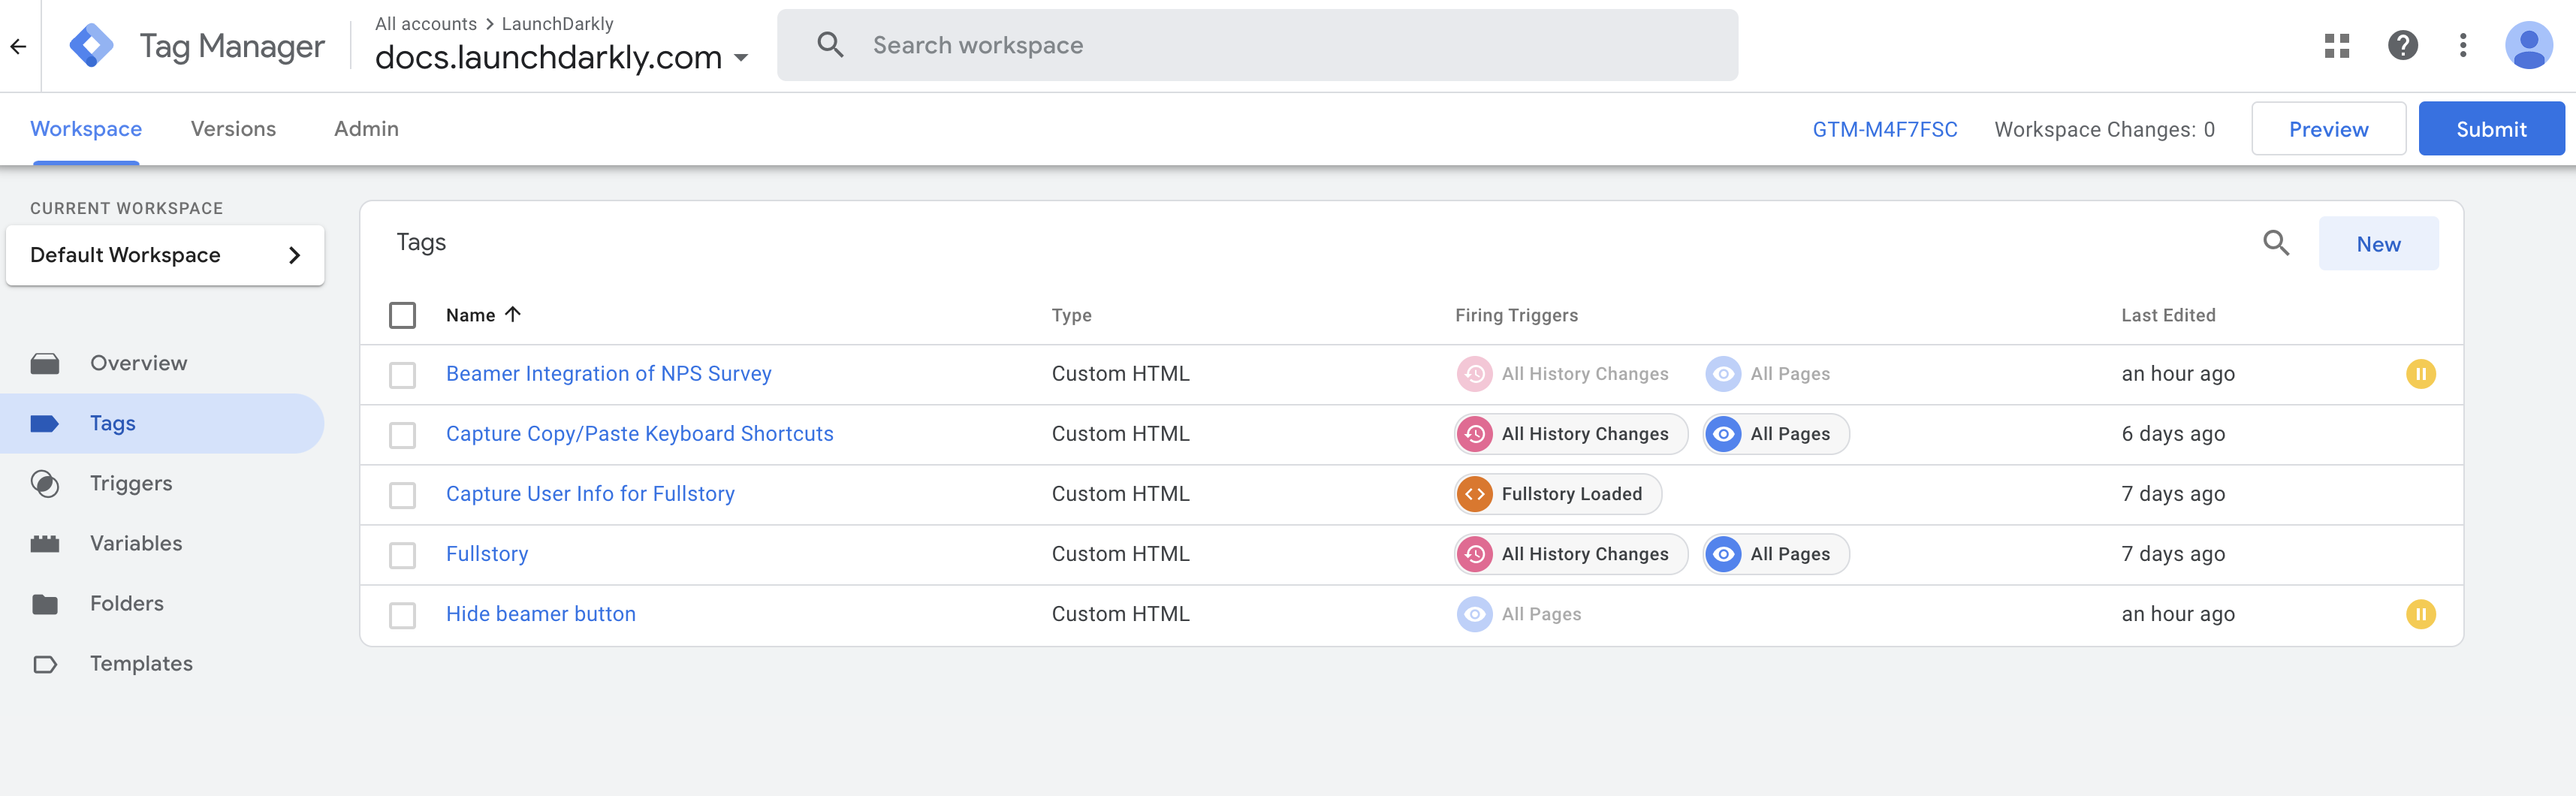 Tag Manager
All accounts > LaunchDarkly
docs.launchdarkly.com
Search workspace
Workspace
Versions
Admin
GTM-M4F7FSC
Workspace Changes: 0
Preview
Submit
CURRENT WORKSPACE
Default Workspace
Overview
Tags
Triggers
Variables
Folders
Templates
Tags
New
Name Type Firing Triggers Last Edited
Beamer Integration of NPS Survey Custom HTML All History Changes All Pages an hour ago
Capture Copy/Paste Keyboard Shortcuts Custom HTML All History Changes All Pages 6 days ago
Capture User Info for Fullstory Custom HTML Fullstory Loaded 7 days ago
Fullstory Custom HTML All History Changes All Pages 7 days ago
Hide beamer button Custom HTML All Pages an hour ago